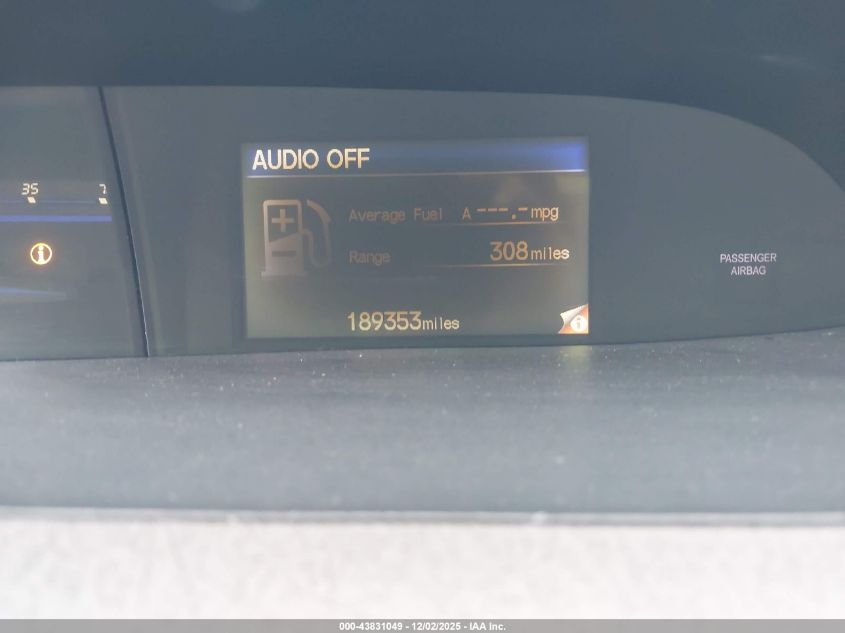 AUDIO OFF
35 7
Average Fuel A ---.- mpg
Range 308 miles
PASSENGER
AIRBAG
189353 miles
000-43831049 - 12/02/2025 - IAA Inc.